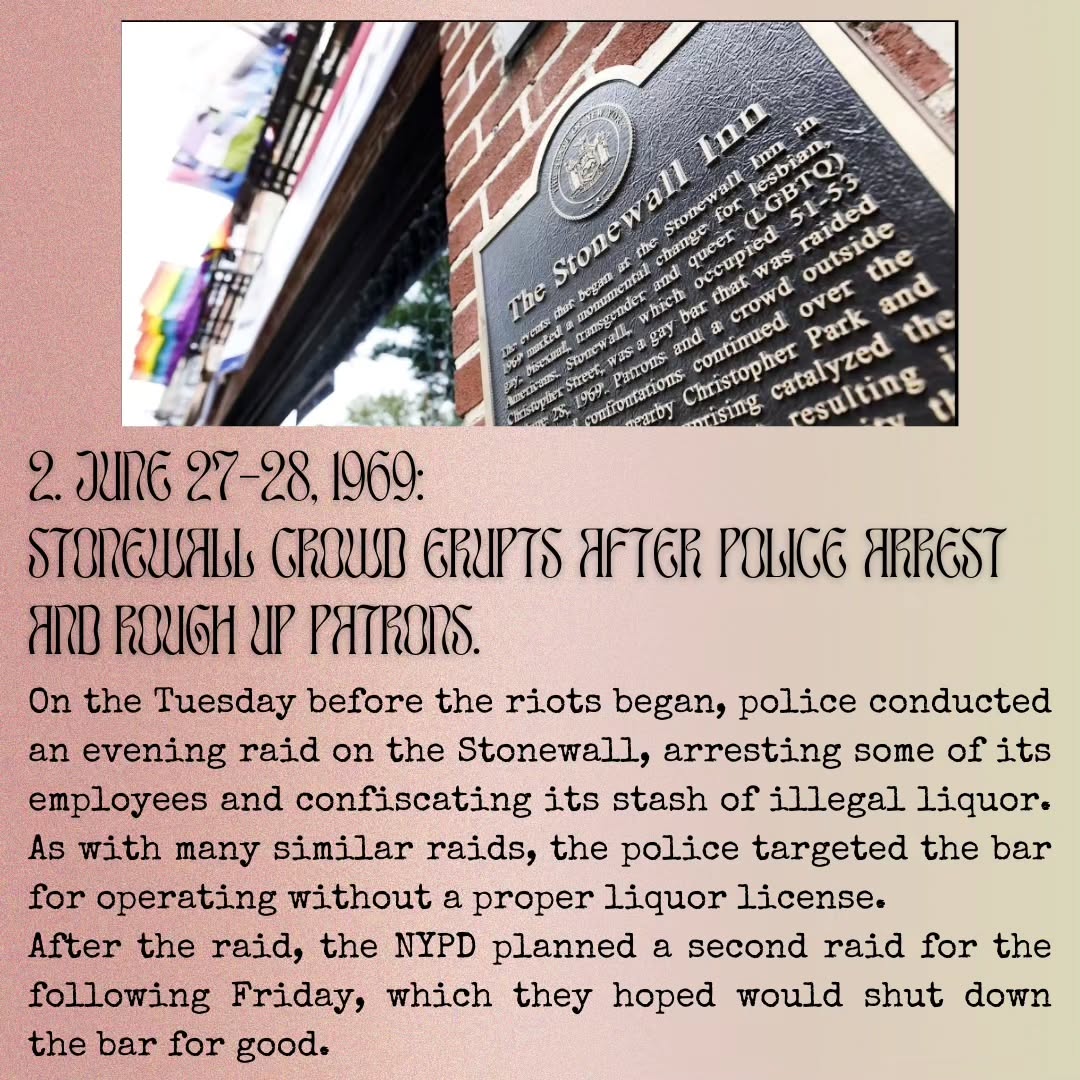 The Stonewall Inn
The events that began at the Stonewall Inn in
1969 marked a monumental change for lesbian,
gay, bisexual, transgender and queer (LGBTQ)
Americans. Stonewall, which occupied 51-53
Christopher Street, was a gay bar that was raided
28, 1969. Patrons and a crowd outside
confrontations continued over the
nearby Christopher Park and
catalyzed the
resulting
2. JUNE 27-28, 1969:
STONEWALL CROWD ERUPTS AFTER POLICE ARREST
AND ROUGH UP PATRONS.
On the Tuesday before the riots began, police conducted
an evening raid on the Stonewall, arresting some of its
employees and confiscating its stash of illegal liquor.
As with many similar raids, the police targeted the bar
for operating without a proper liquor license.
After the raid, the NYPD planned a second raid for the
following Friday, which they hoped would shut down
the bar for good.